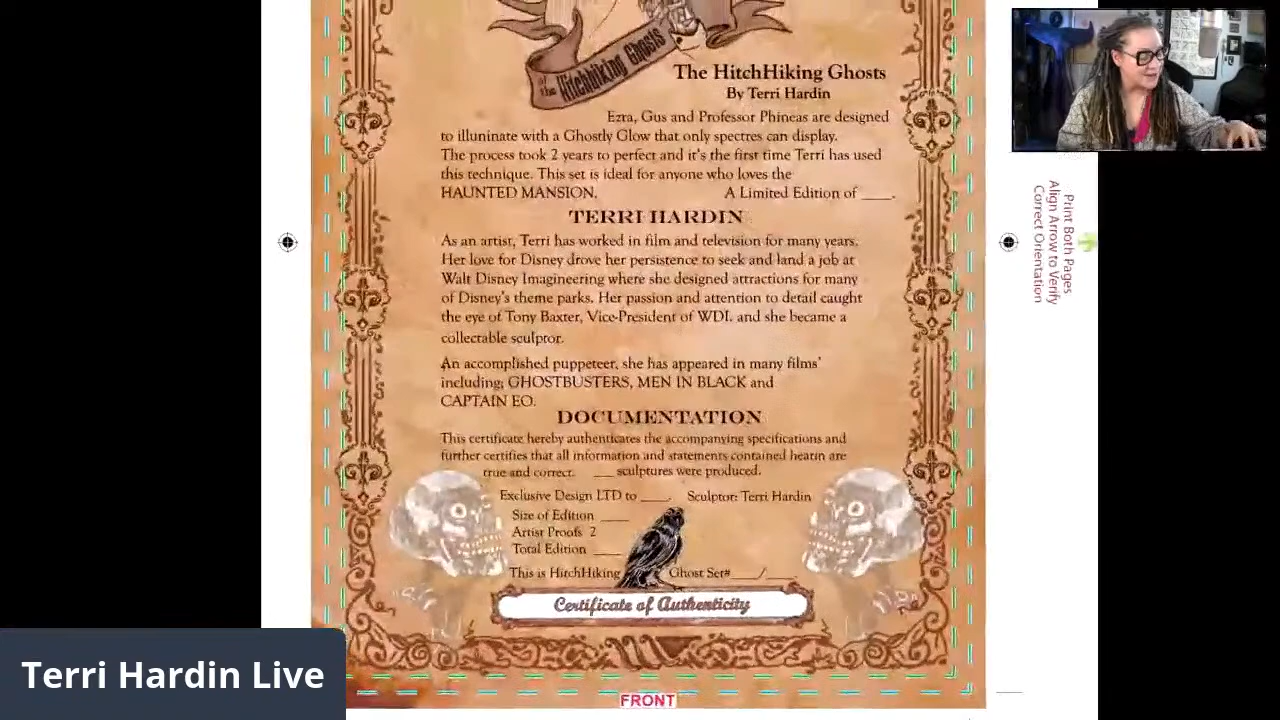 of the HitchHiking Ghosts
The HitchHiking Ghosts
By Terri Hardin
Ezra, Gus and Professor Phineas are designed
to illuninate with a Ghostly Glow that only spectres can display.
The process took 2 years to perfect and it's the first time Terri has used
this technique. This set is ideal for anyone who loves the
HAUNTED MANSION. A Limited Edition of ____.
TERRI HARDIN
As an artist, Terri has worked in film and television for many years.
Her love for Disney drove her persistence to seek and land a job at
Walt Disney Imagineering where she designed attractions for many
of Disney's theme parks. Her passion and attention to detail caught
the eye of Tony Baxter, Vice-President of WDI. and she became a
collectable sculptor.
An accomplished puppeteer, she has appeared in many films'
including; GHOSTBUSTERS, MEN IN BLACK and
CAPTAIN EO.
DOCUMENTATION
This certificate hereby authenticates the accompanying specifications and
further certifies that all information and statements contained hearin are
true and correct. ___ sculptures were produced.
Exclusive Design LTD to ____. Sculptor: Terri Hardin
Size of Edition ____
Artist Proofs 2
Total Edition ____
This is HitchHiking Ghost Set#____/____.
Certificate of Authenticity
FRONT
Print Both Pages
Align Arrow to Verify
Correct Orientation
Terri Hardin Live